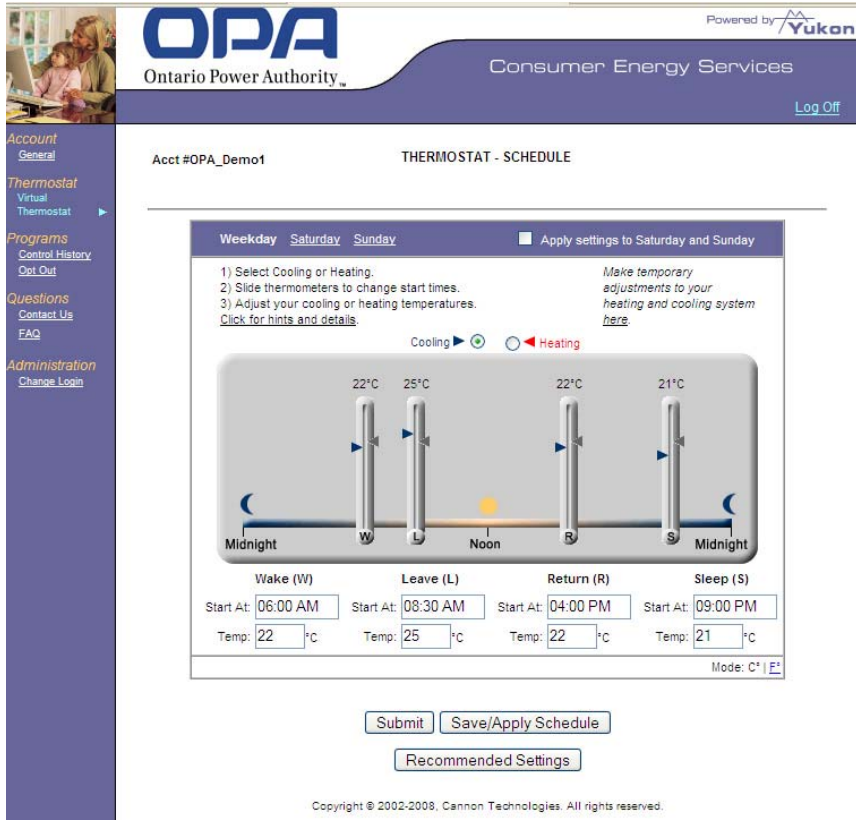 Powered by Yukon
OPA
Ontario Power Authority™
Consumer Energy Services
Log Off
Account
General
Thermostat
Virtual
Thermostat
Programs
Control History
Opt Out
Questions
Contact Us
FAQ
Administration
Change Login
Acct #OPA_Demo1
THERMOSTAT - SCHEDULE
Weekday Saturday Sunday Apply settings to Saturday and Sunday
1) Select Cooling or Heating.
2) Slide thermometers to change start times.
3) Adjust your cooling or heating temperatures.
Click for hints and details.
Make temporary
adjustments to your
heating and cooling system
here.
Cooling Heating
22°C 25°C 22°C 21°C
W L R S
Midnight Noon Midnight
Wake (W) Leave (L) Return (R) Sleep (S)
Start At: 06:00 AM Start At: 08:30 AM Start At: 04:00 PM Start At: 09:00 PM
Temp: 22 °C Temp: 25 °C Temp: 22 °C Temp: 21 °C
Mode: C° | F°
Submit Save/Apply Schedule
Recommended Settings
Copyright © 2002-2008, Cannon Technologies. All rights reserved.